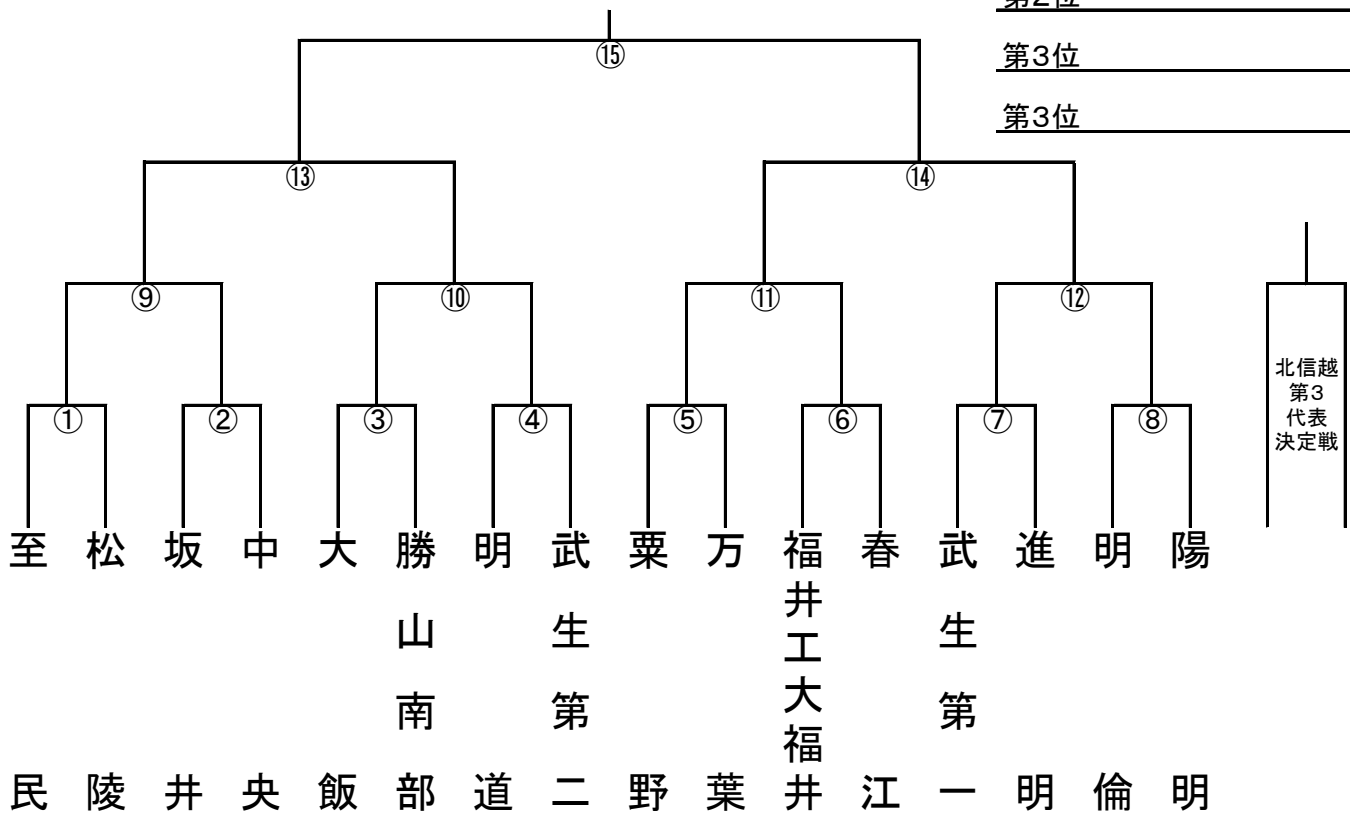 第2位
⑮
第3位
第3位
⑬
⑭
⑨
⑩
⑪
⑫
北信越
第3
代表
決定戦
①
②
③
④
⑤
⑥
⑦
⑧
至民
松陵
坂井
中央
大飯
勝山南部
明道
武生第二
粟野
万葉
福井工大福井
春江
武生第一
進明
明倫
陽明